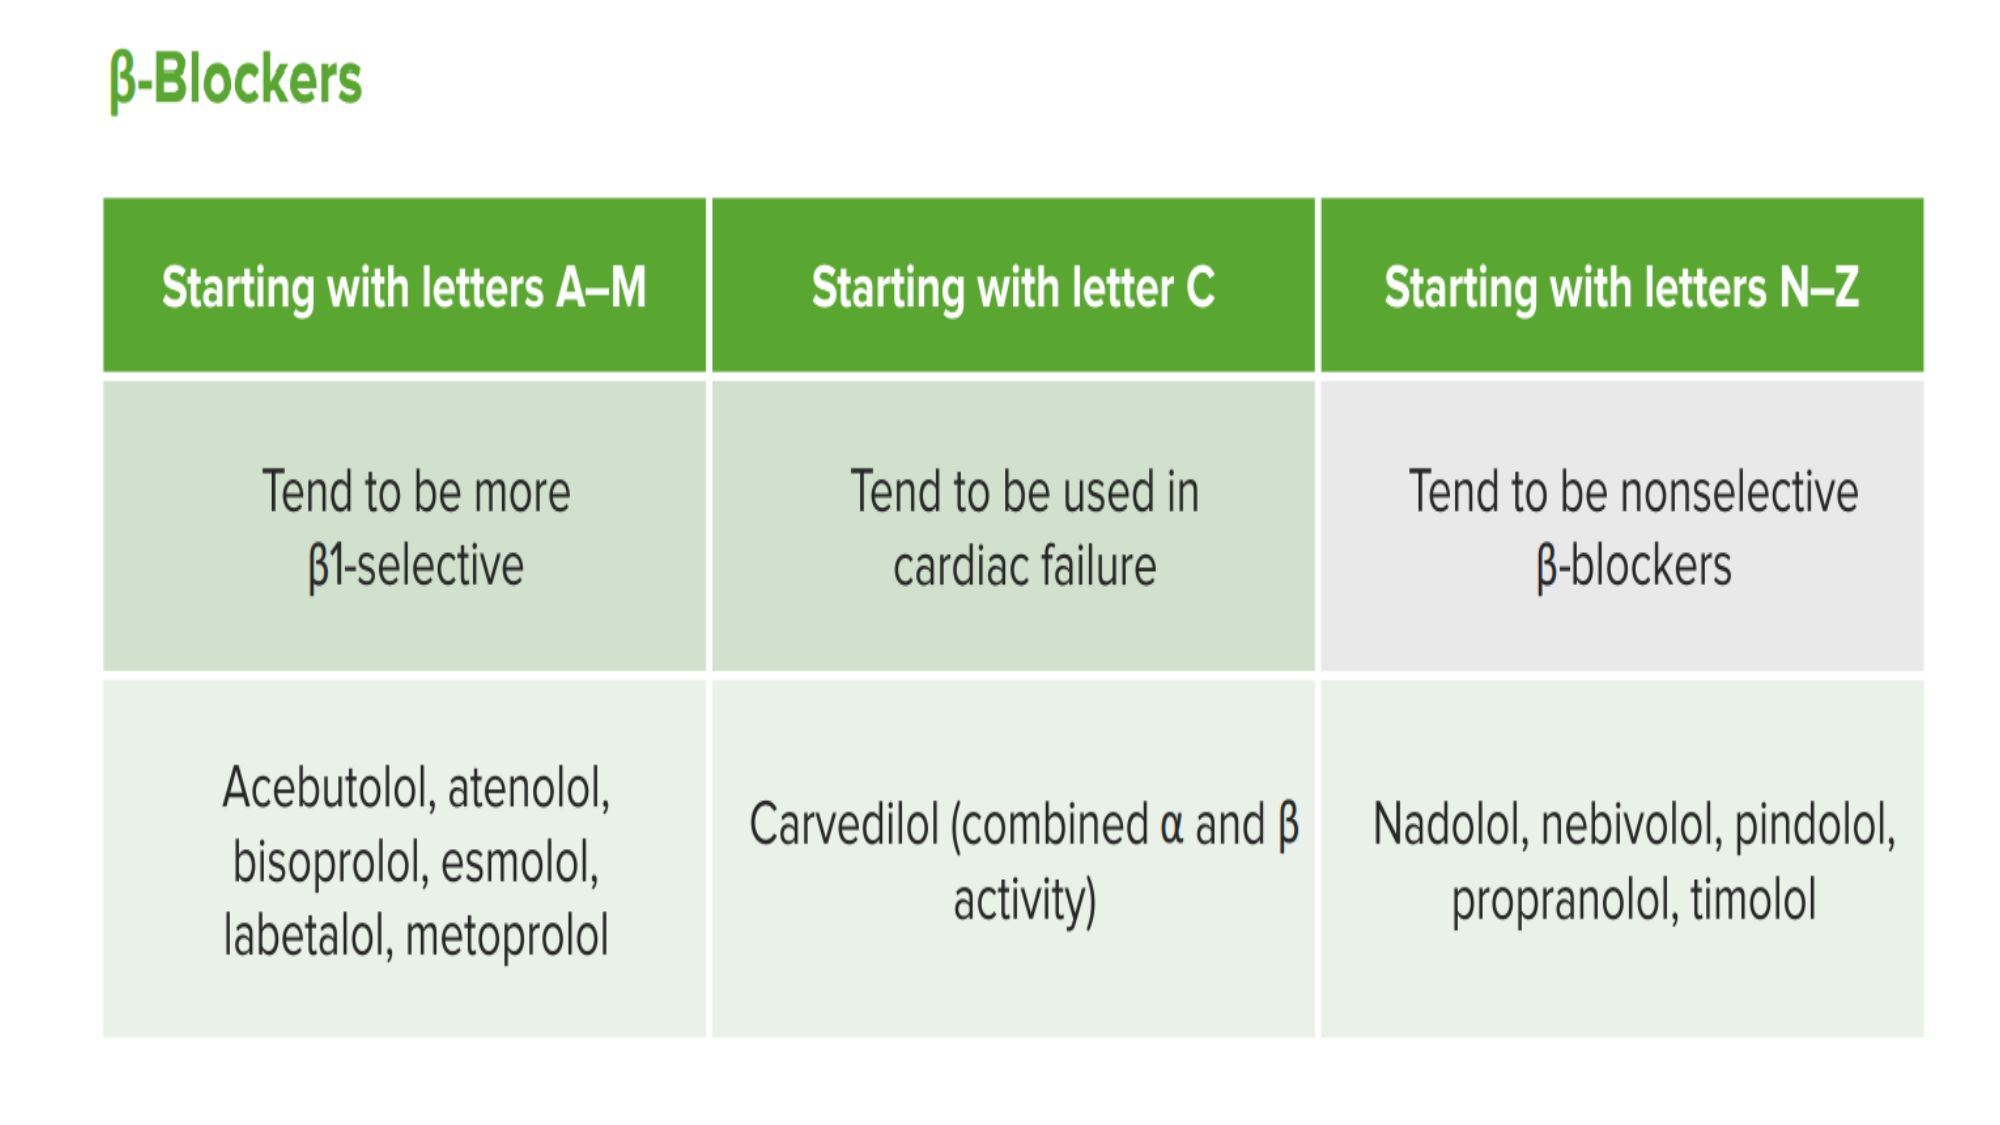 β-Blockers
Starting with letters A–M
Starting with letter C
Starting with letters N–Z
Tend to be more
β1-selective
Tend to be used in
cardiac failure
Tend to be nonselective
β-blockers
Acebutolol, atenolol,
bisoprolol, esmolol,
labetalol, metoprolol
Carvedilol (combined α and β
activity)
Nadolol, nebivolol, pindolol,
propranolol, timolol